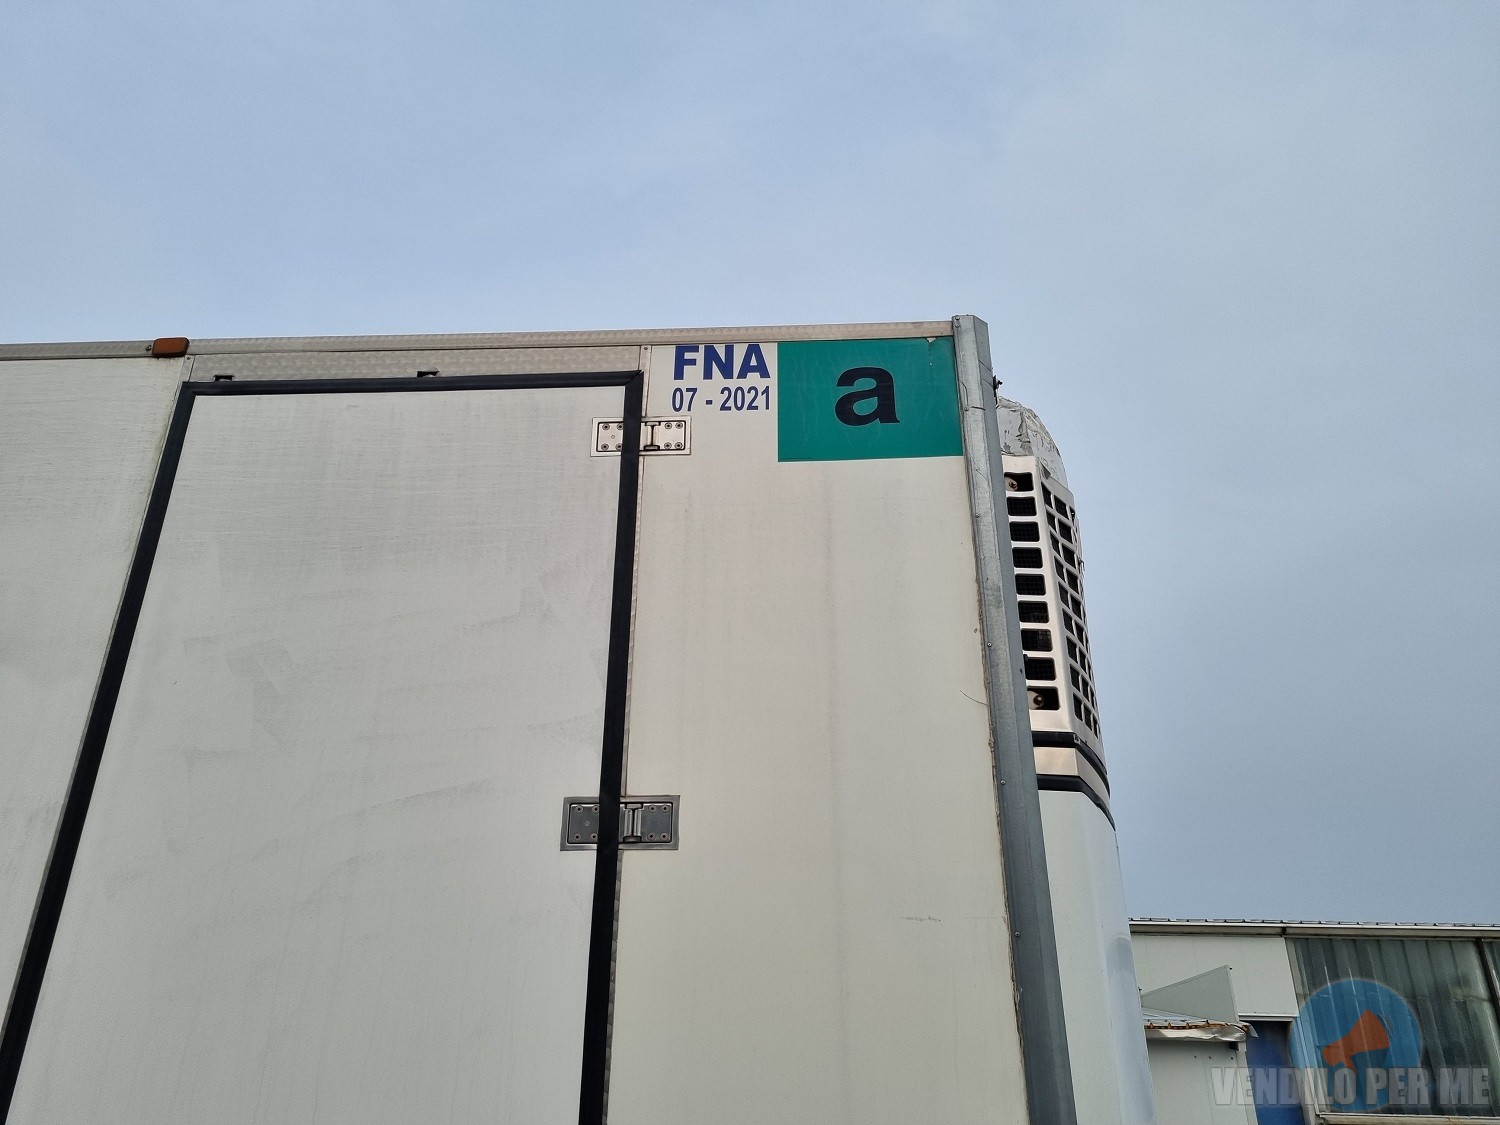 FNA
07 - 2021
a
VENDILO PER ME